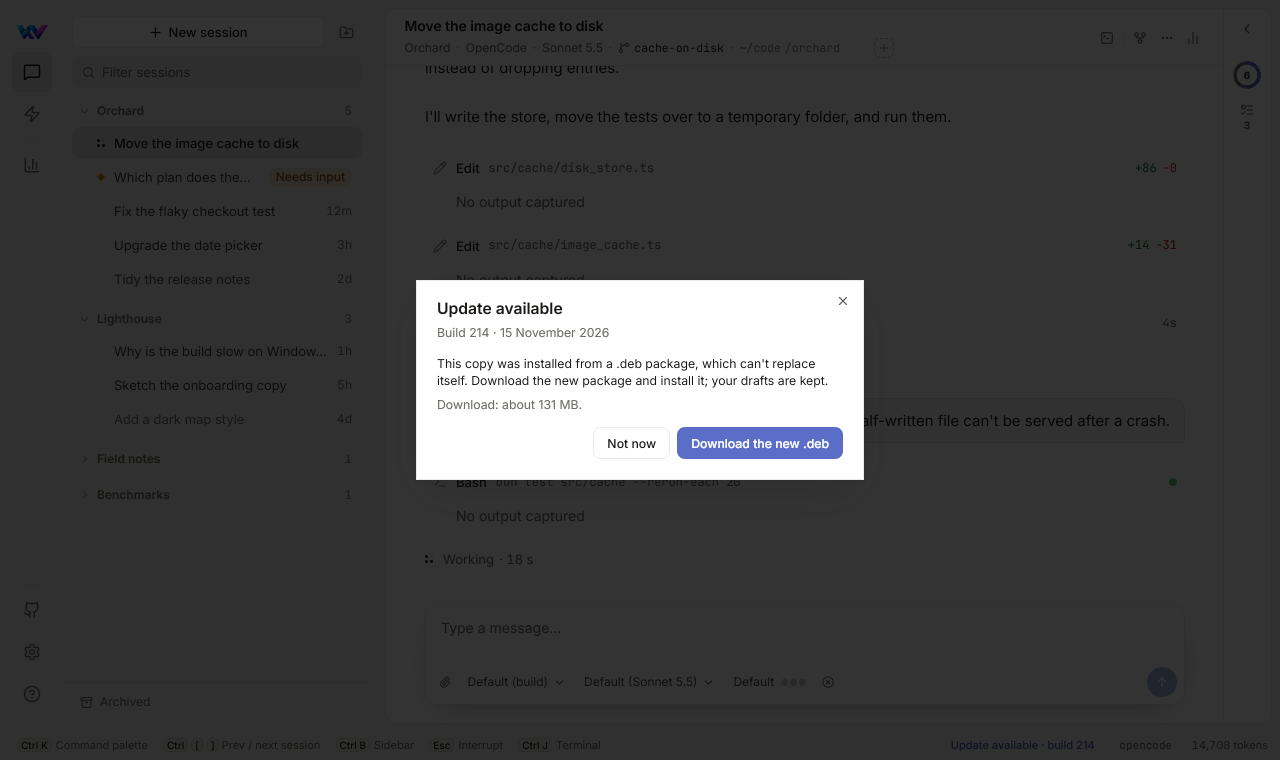 New session
Filter sessions
Orchard 5
Move the image cache to disk
Which plan does the... Needs input
Fix the flaky checkout test 12m
Upgrade the date picker 3h
Tidy the release notes 2d
Lighthouse 3
Why is the build slow on Window... 1h
Sketch the onboarding copy 5h
Add a dark map style 4d
Field notes 1
Benchmarks 1
Archived
Move the image cache to disk
Orchard · OpenCode · Sonnet 5.5 · cache-on-disk · ~/code/orchard
instead of dropping entries.
I'll write the store, move the tests over to a temporary folder, and run them.
Edit src/cache/disk_store.ts +86 -0
No output captured
Edit src/cache/image_cache.ts +14 -31
No output captured
4s
Update available
Build 214 · 15 November 2026
This copy was installed from a .deb package, which can't replace
itself. Download the new package and install it; your drafts are kept.
Download: about 131 MB.
Not now
Download the new .deb
alf-written file can't be served after a crash.
Bash bun test src/cache --rerun-each 20
No output captured
Working · 18 s
Type a message...
Default (build) Default (Sonnet 5.5) Default
6
3
Ctrl K Command palette Ctrl [ ] Prev / next session Ctrl B Sidebar Esc Interrupt Ctrl J Terminal
Update available · build 214 opencode 14,708 tokens